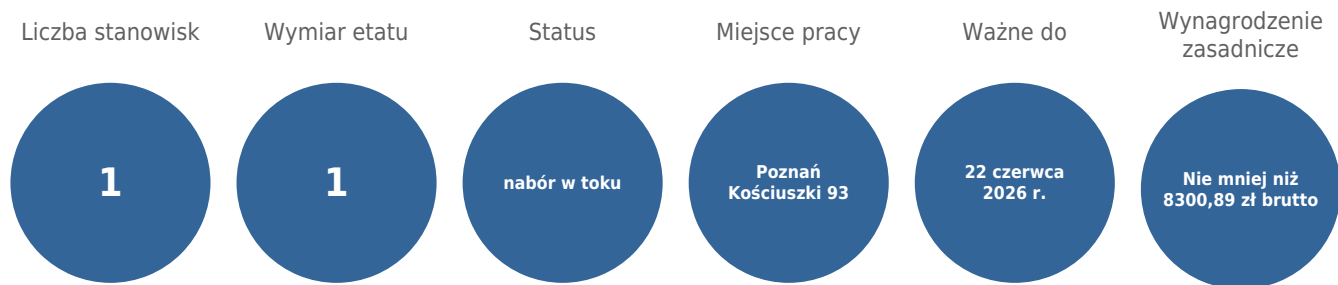 Liczba stanowisk
Wymiar etatu
Status
Miejsce pracy
Ważne do
Wynagrodzenie
zasadnicze
1
1
nabór w toku
Poznań
Kościuszki 93
22 czerwca
2026 r.
Nie mniej niż
8300,89 zł brutto